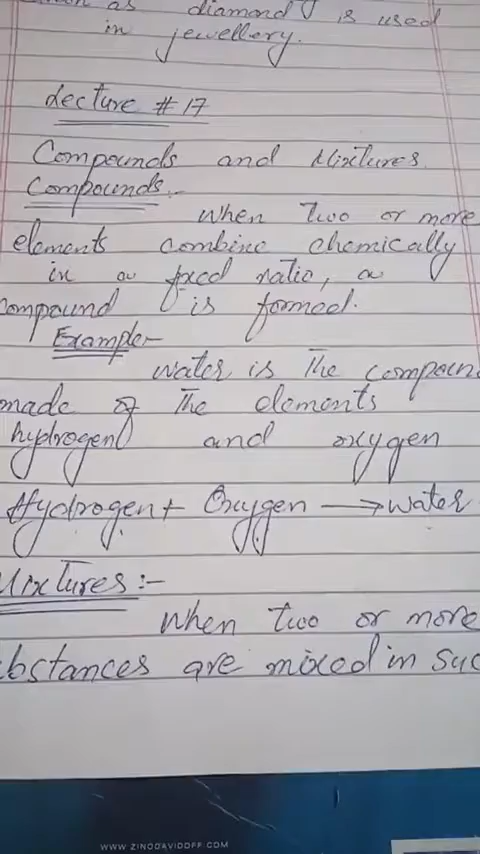 as diamond is used
in jewellery.
Lecture # 17
Compounds and Mixtures.
Compounds.-
When two or more
elements combine chemically
in a fixed ratio, a
compound is formed.
Example-
Water is The compoun
made of The elements
hydrogen and oxygen
Hydrogen + Oxygen → Water
Mixtures :-
When two or more
bstances are mixed in suc
WWW.ZINODAVIDOFF.COM